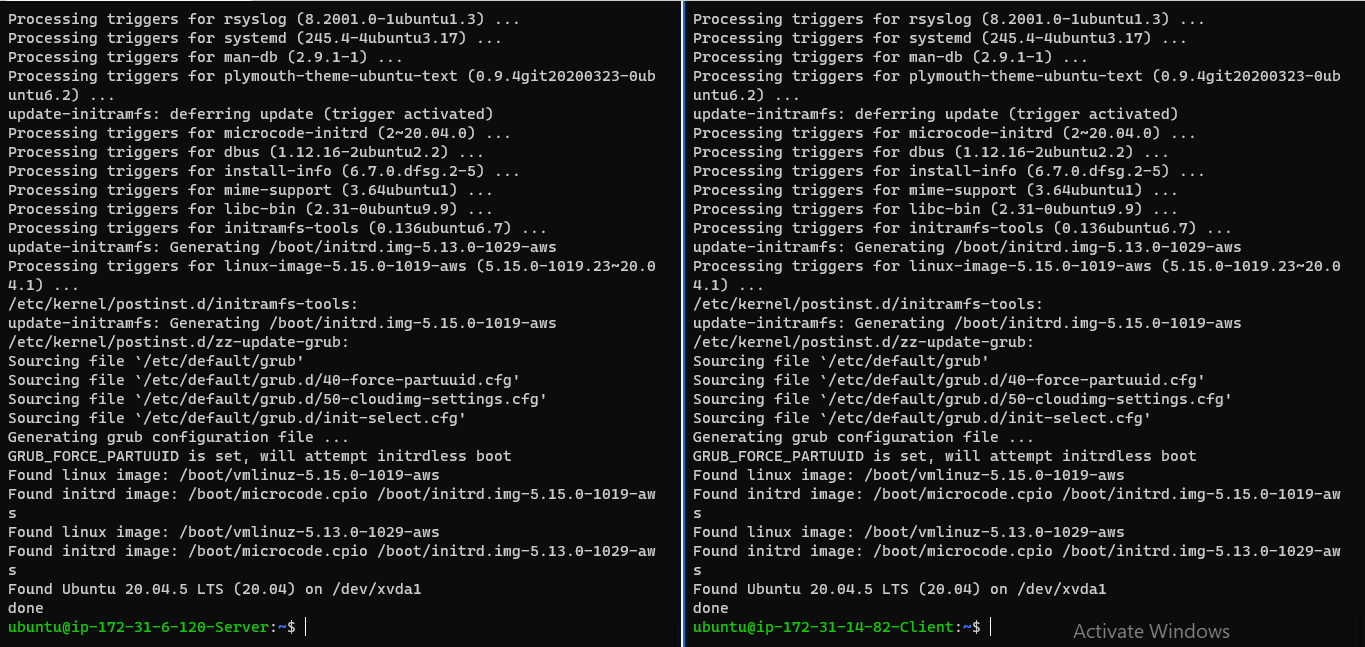 Processing triggers for rsyslog (8.2001.0-1ubuntu1.3) ...
Processing triggers for systemd (245.4-4ubuntu3.17) ...
Processing triggers for man-db (2.9.1-1) ...
Processing triggers for plymouth-theme-ubuntu-text (0.9.4git20200323-0ub
untu6.2) ...
update-initramfs: deferring update (trigger activated)
Processing triggers for microcode-initrd (2~20.04.0) ...
Processing triggers for dbus (1.12.16-2ubuntu2.2) ...
Processing triggers for install-info (6.7.0.dfsg.2-5) ...
Processing triggers for mime-support (3.64ubuntu1) ...
Processing triggers for libc-bin (2.31-0ubuntu9.9) ...
Processing triggers for initramfs-tools (0.136ubuntu6.7) ...
update-initramfs: Generating /boot/initrd.img-5.13.0-1029-aws
Processing triggers for linux-image-5.15.0-1019-aws (5.15.0-1019.23~20.0
4.1) ...
/etc/kernel/postinst.d/initramfs-tools:
update-initramfs: Generating /boot/initrd.img-5.15.0-1019-aws
/etc/kernel/postinst.d/zz-update-grub:
Sourcing file `/etc/default/grub'
Sourcing file `/etc/default/grub.d/40-force-partuuid.cfg'
Sourcing file `/etc/default/grub.d/50-cloudimg-settings.cfg'
Sourcing file `/etc/default/grub.d/init-select.cfg'
Generating grub configuration file ...
GRUB_FORCE_PARTUUID is set, will attempt initrdless boot
Found linux image: /boot/vmlinuz-5.15.0-1019-aws
Found initrd image: /boot/microcode.cpio /boot/initrd.img-5.15.0-1019-aw
s
Found linux image: /boot/vmlinuz-5.13.0-1029-aws
Found initrd image: /boot/microcode.cpio /boot/initrd.img-5.13.0-1029-aw
s
Found Ubuntu 20.04.5 LTS (20.04) on /dev/xvda1
done
ubuntu@ip-172-31-6-120-Server:~$
Processing triggers for rsyslog (8.2001.0-1ubuntu1.3) ...
Processing triggers for systemd (245.4-4ubuntu3.17) ...
Processing triggers for man-db (2.9.1-1) ...
Processing triggers for plymouth-theme-ubuntu-text (0.9.4git20200323-0ub
untu6.2) ...
update-initramfs: deferring update (trigger activated)
Processing triggers for microcode-initrd (2~20.04.0) ...
Processing triggers for dbus (1.12.16-2ubuntu2.2) ...
Processing triggers for install-info (6.7.0.dfsg.2-5) ...
Processing triggers for mime-support (3.64ubuntu1) ...
Processing triggers for libc-bin (2.31-0ubuntu9.9) ...
Processing triggers for initramfs-tools (0.136ubuntu6.7) ...
update-initramfs: Generating /boot/initrd.img-5.13.0-1029-aws
Processing triggers for linux-image-5.15.0-1019-aws (5.15.0-1019.23~20.0
4.1) ...
/etc/kernel/postinst.d/initramfs-tools:
update-initramfs: Generating /boot/initrd.img-5.15.0-1019-aws
/etc/kernel/postinst.d/zz-update-grub:
Sourcing file `/etc/default/grub'
Sourcing file `/etc/default/grub.d/40-force-partuuid.cfg'
Sourcing file `/etc/default/grub.d/50-cloudimg-settings.cfg'
Sourcing file `/etc/default/grub.d/init-select.cfg'
Generating grub configuration file ...
GRUB_FORCE_PARTUUID is set, will attempt initrdless boot
Found linux image: /boot/vmlinuz-5.15.0-1019-aws
Found initrd image: /boot/microcode.cpio /boot/initrd.img-5.15.0-1019-aw
s
Found linux image: /boot/vmlinuz-5.13.0-1029-aws
Found initrd image: /boot/microcode.cpio /boot/initrd.img-5.13.0-1029-aw
s
Found Ubuntu 20.04.5 LTS (20.04) on /dev/xvda1
done
ubuntu@ip-172-31-14-82-Client:~$
Activate Windows